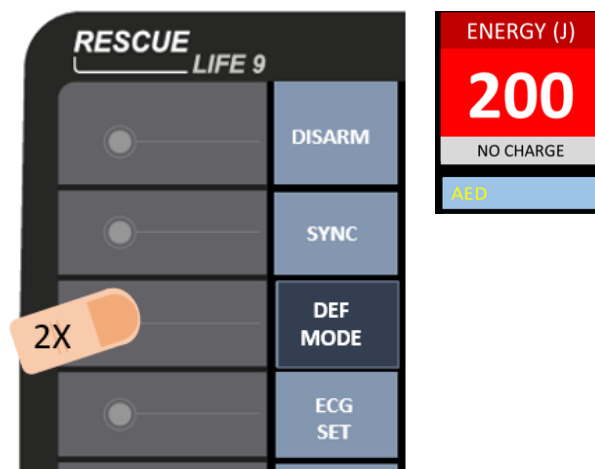 RESCUE
LIFE 9
DISARM
SYNC
2X
DEF
MODE
ECG
SET
ENERGY (J)
200
NO CHARGE
AED